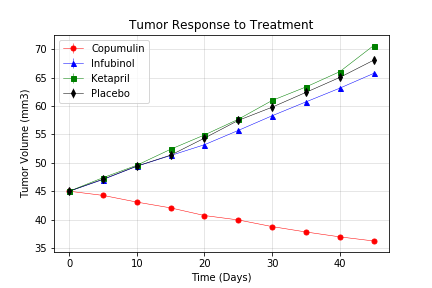 Tumor Response to Treatment
Copumulin
Infubinol
Ketapril
Placebo
Tumor Volume (mm3)
70
65
60
55
50
45
40
35
0
10
20
30
40
Time (Days)